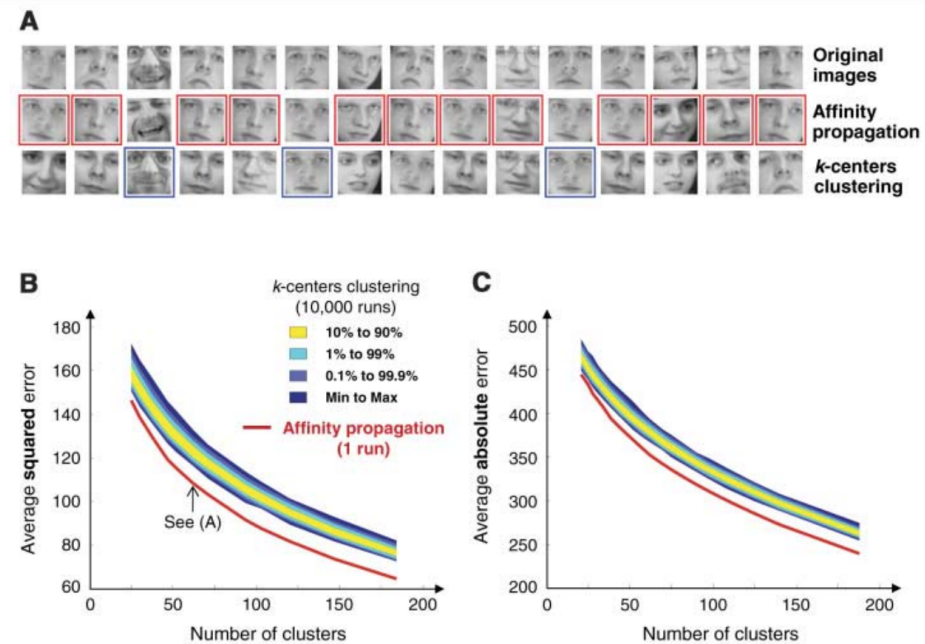 A
Original
images
Affinity
propagation
k-centers
clustering
B
k-centers clustering
(10,000 runs)
10% to 90%
1% to 99%
0.1% to 99.9%
Min to Max
Affinity propagation
(1 run)
See (A)
180
160
140
120
100
80
60
0
50
100
150
200
Average squared error
Number of clusters
C
500
450
400
350
300
250
200
0
50
100
150
200
Average absolute error
Number of clusters